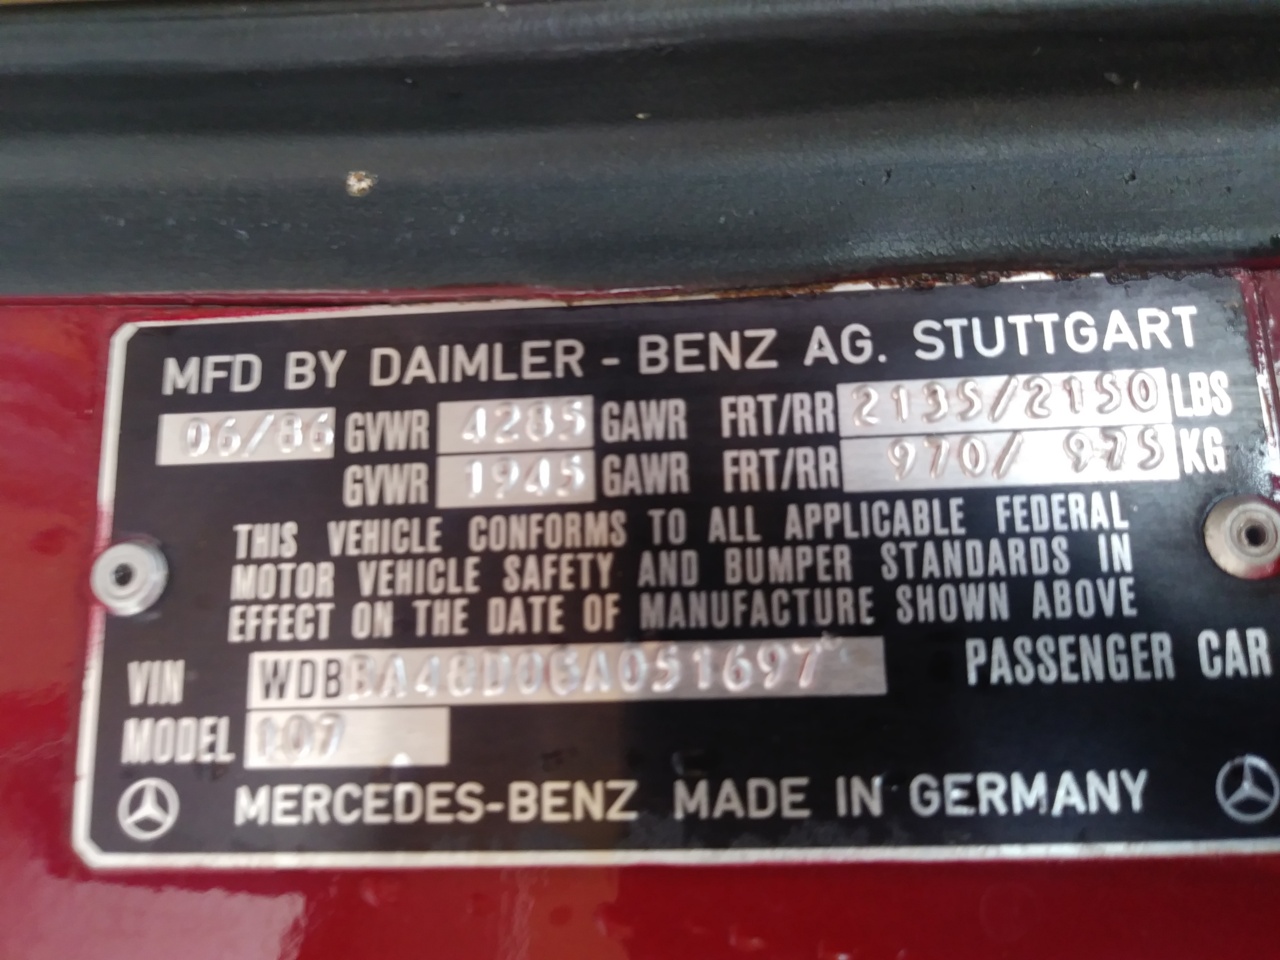 MFD BY DAIMLER - BENZ AG. STUTTGART
06/86 GVWR 4285 GAWR FRT/RR 2135/2150 LBS
GVWR 1945 GAWR FRT/RR 970/ 975 KG
THIS VEHICLE CONFORMS TO ALL APPLICABLE FEDERAL
MOTOR VEHICLE SAFETY AND BUMPER STANDARDS IN
EFFECT ON THE DATE OF MANUFACTURE SHOWN ABOVE
VIN WDBBA48D0GA051697 PASSENGER CAR
MODEL 107
MERCEDES-BENZ MADE IN GERMANY